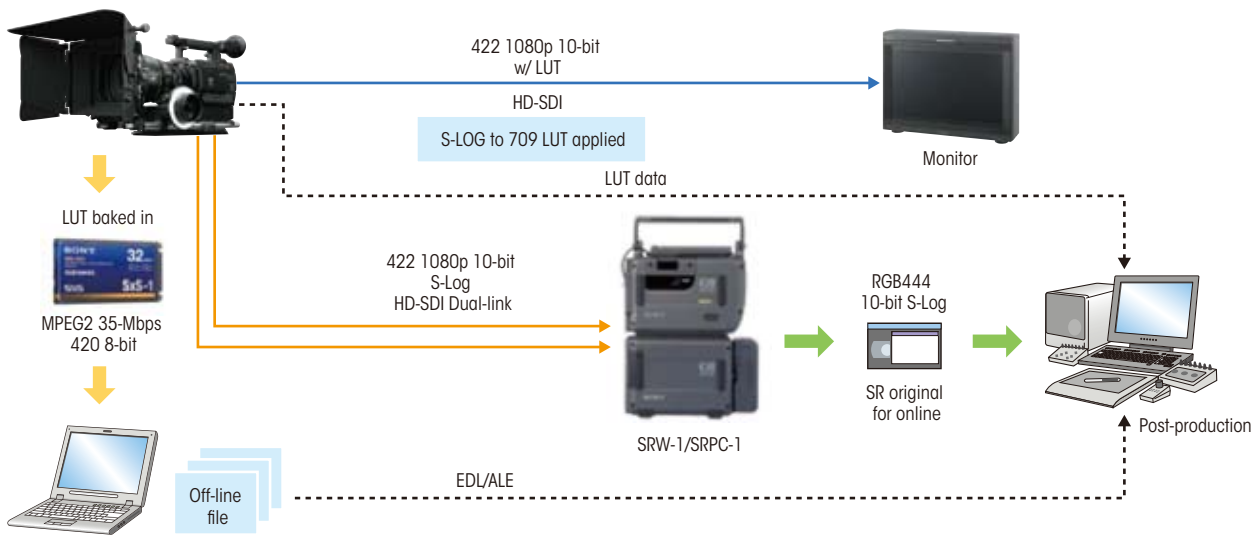 422 1080p 10-bit
w/ LUT
HD-SDI
S-LOG to 709 LUT applied
Monitor
LUT data
LUT baked in
SONY
32
SxS-1
MPEG2 35-Mbps
420 8-bit
422 1080p 10-bit
S-Log
HD-SDI Dual-link
SRW-1/SRPC-1
RGB444
10-bit S-Log
SR original
for online
Post-production
Off-line
file
EDL/ALE